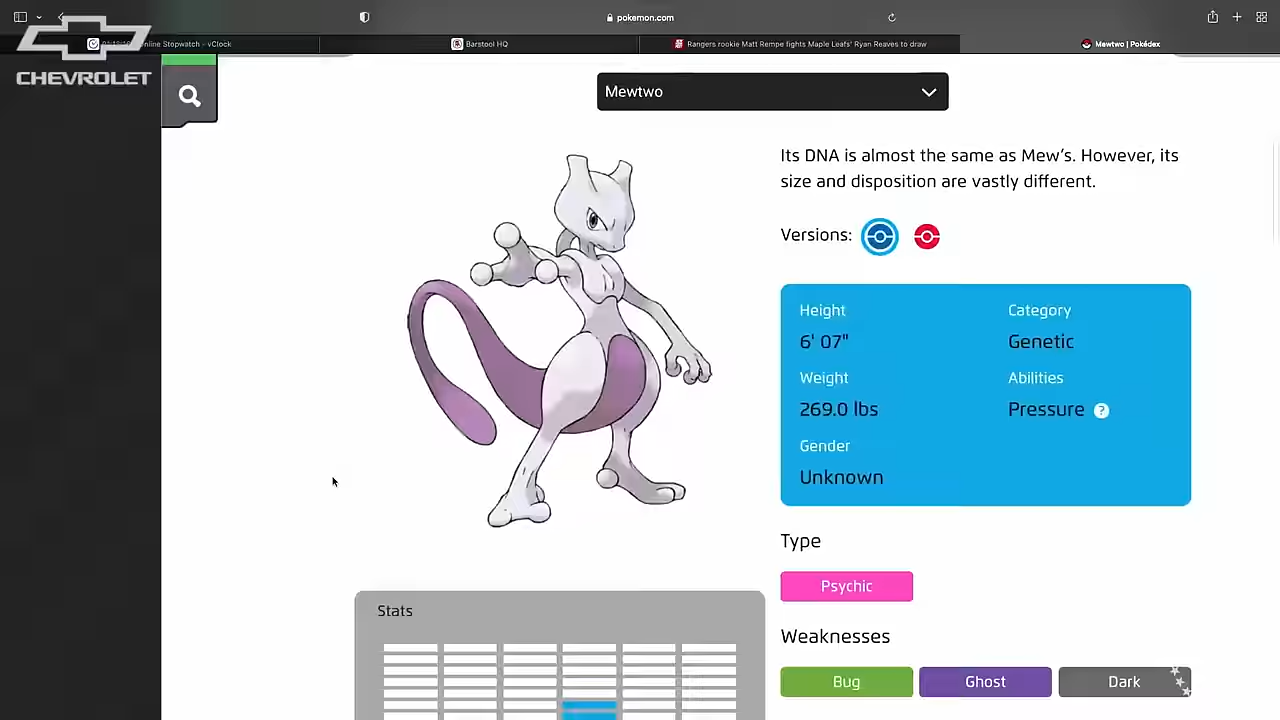 pokemon.com
nline Stopwatch - vClock
Barstool HQ
Rangers rookie Matt Rempe fights Maple Leafs' Ryan Reaves to draw
Mewtwo | Pokédex
CHEVROLET
Mewtwo
Its DNA is almost the same as Mew's. However, its
size and disposition are vastly different.
Versions:
Height
6' 07"
Category
Genetic
Weight
269.0 lbs
Abilities
Pressure ?
Gender
Unknown
Type
Psychic
Stats
Weaknesses
Bug
Ghost
Dark